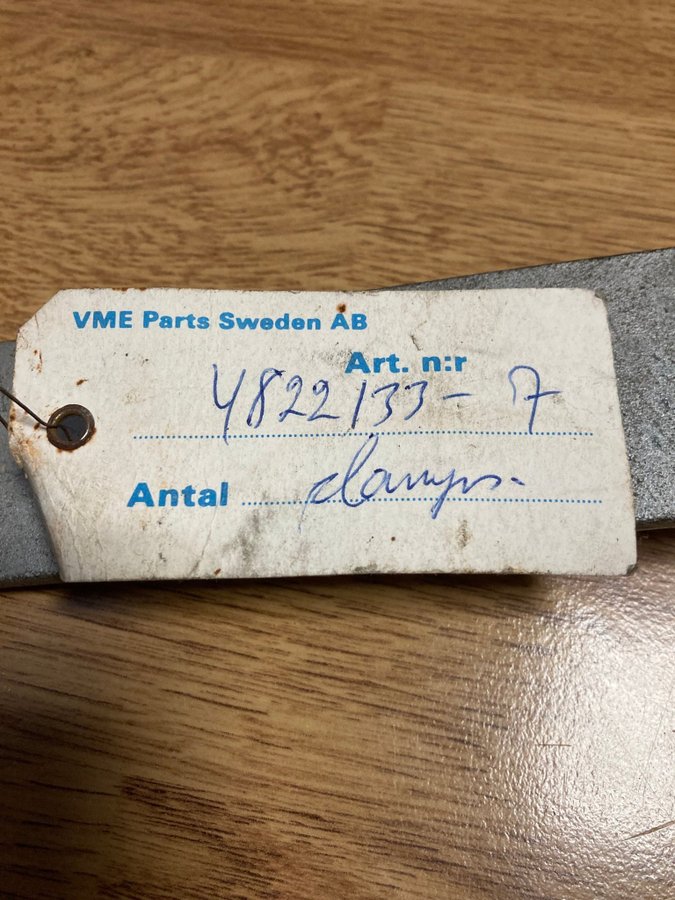 VME Parts Sweden AB
Art. n:r
4822133-7
Antal